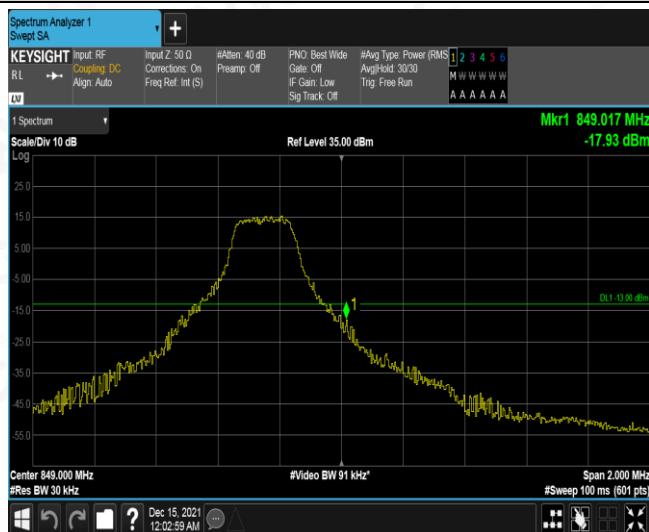 Spectrum Analyzer 1
Swept SA
+
KEYSIGHT
RL
LXI
Input: RF
Coupling: DC
Align: Auto
Input Z: 50 Ω
Corrections: On
Freq Ref: Int (S)
#Atten: 40 dB
Preamp: Off
PNO: Best Wide
Gate: Off
IF Gain: Low
Sig Track: Off
#Avg Type: Power (RMS
Avg|Hold: 30/30
Trig: Free Run
1 2 3 4 5 6
M W W W W W
A A A A A A
1 Spectrum
Scale/Div 10 dB
Log
Ref Level 35.00 dBm
Mkr1 849.017 MHz
-17.93 dBm
25.0
15.0
5.00
-5.00
DL1 -13.00 dBm
1
-15.0
-25.0
-35.0
-45.0
-55.0
Center 849.000 MHz
#Res BW 30 kHz
#Video BW 91 kHz*
Span 2.000 MHz
#Sweep 100 ms (601 pts)
?
Dec 15, 2021
12:02:59 AM